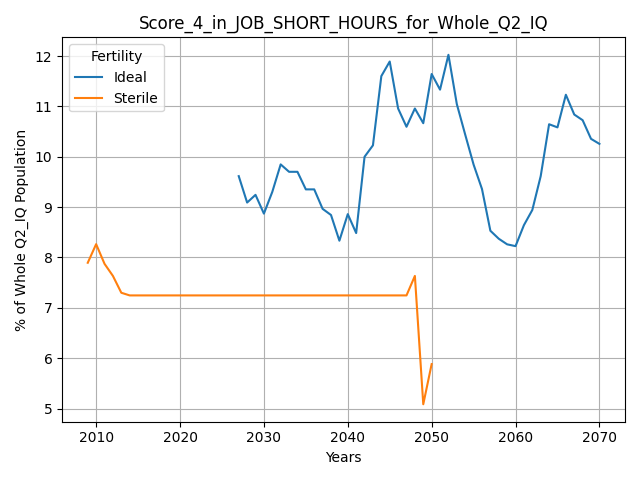 Score_4_in_JOB_SHORT_HOURS_for_Whole_Q2_IQ
Fertility
Ideal
Sterile
% of Whole Q2_IQ Population
12
11
10
9
8
7
6
5
2010 2020 2030 2040 2050 2060 2070
Years